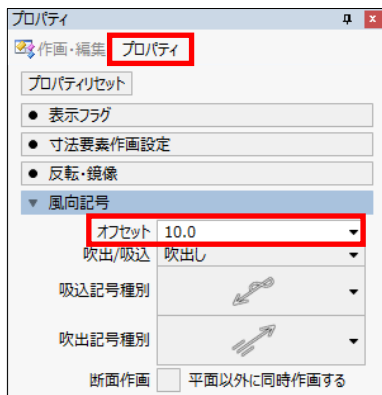 プロパティ
作画・編集 プロパティ
プロパティリセット
● 表示フラグ
● 寸法要素作画設定
● 反転・鏡像
▼ 風向記号
オフセット 10.0
吹出/吸込 吹出し
吸込記号種別
吹出記号種別
断面作画 平面以外に同時作画する